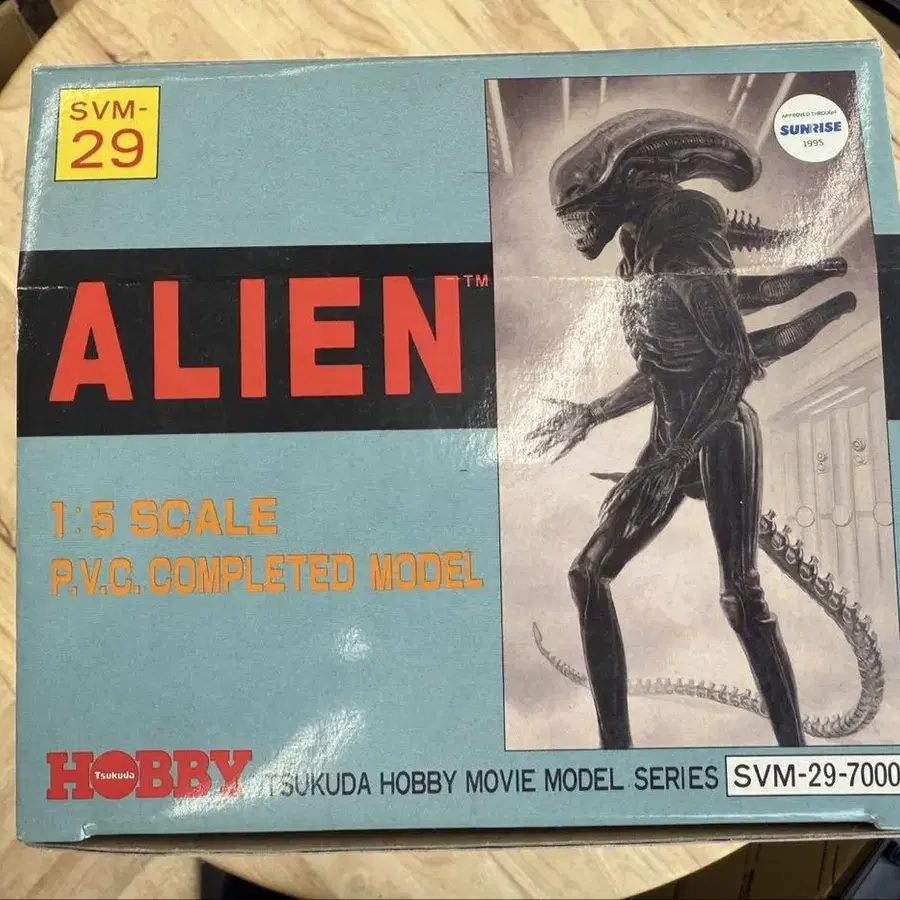 SVM-
29
APPROVED THROUGH
SUNRISE
1995
ALIEN™
1:5 SCALE
P.V.C. COMPLETED MODEL
HOBBY
Tsukuda
TSUKUDA HOBBY MOVIE MODEL SERIES
SVM-29-7000